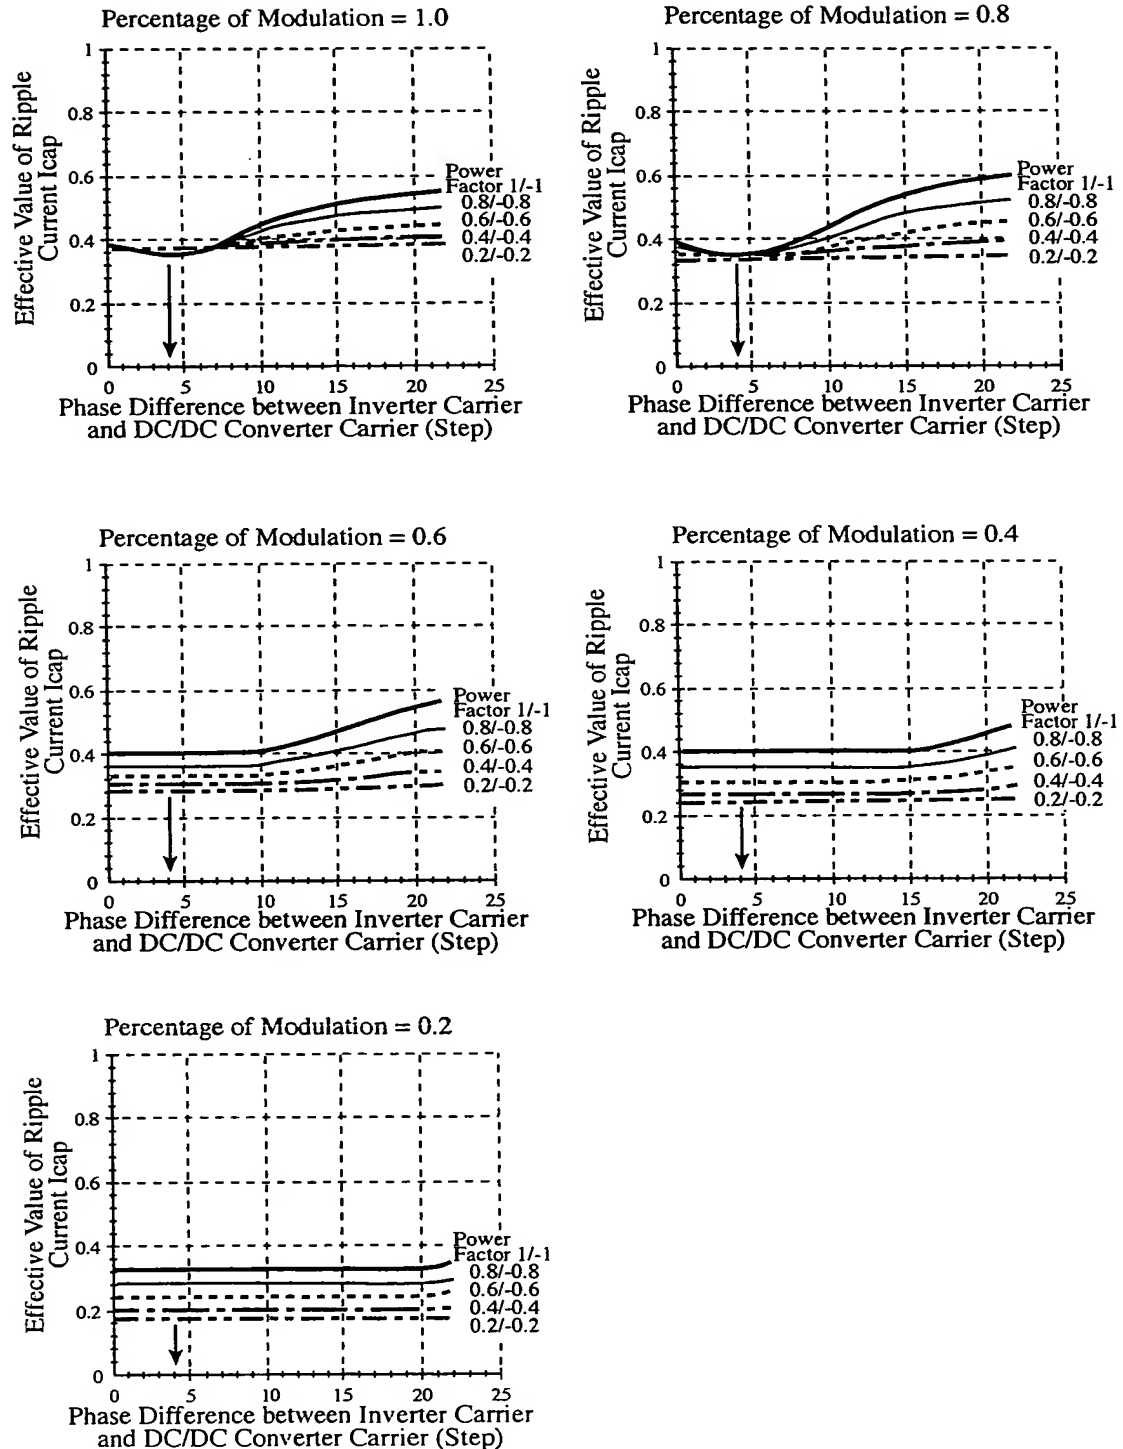 Percentage of Modulation = 1.0
Effective Value of Ripple
Current Icap
1
0.8
0.6
0.4
0.2
0
0 5 10 15 20 25
Power
Factor 1/-1
0.8/-0.8
0.6/-0.6
0.4/-0.4
0.2/-0.2
Phase Difference between Inverter Carrier
and DC/DC Converter Carrier (Step)
Percentage of Modulation = 0.8
Effective Value of Ripple
Current Icap
1
0.8
0.6
0.4
0.2
0
0 5 10 15 20 25
Power
Factor 1/-1
0.8/-0.8
0.6/-0.6
0.4/-0.4
0.2/-0.2
Phase Difference between Inverter Carrier
and DC/DC Converter Carrier (Step)
Percentage of Modulation = 0.6
Effective Value of Ripple
Current Icap
1
0.8
0.6
0.4
0.2
0
0 5 10 15 20 25
Power
Factor 1/-1
0.8/-0.8
0.6/-0.6
0.4/-0.4
0.2/-0.2
Phase Difference between Inverter Carrier
and DC/DC Converter Carrier (Step)
Percentage of Modulation = 0.4
Effective Value of Ripple
Current Icap
1
0.8
0.6
0.4
0.2
0
0 5 10 15 20 25
Power
Factor 1/-1
0.8/-0.8
0.6/-0.6
0.4/-0.4
0.2/-0.2
Phase Difference between Inverter Carrier
and DC/DC Converter Carrier (Step)
Percentage of Modulation = 0.2
Effective Value of Ripple
Current Icap
1
0.8
0.6
0.4
0.2
0
0 5 10 15 20 25
Power
Factor 1/-1
0.8/-0.8
0.6/-0.6
0.4/-0.4
0.2/-0.2
Phase Difference between Inverter Carrier
and DC/DC Converter Carrier (Step)